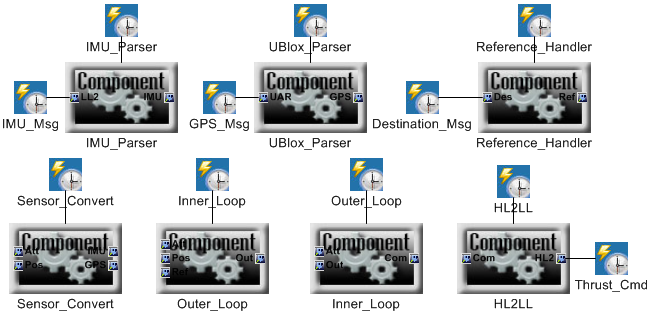 IMU_Parser
UBlox_Parser
Reference_Handler
Component
Component
Component
LL2
IMU
UAR
GPS
Des
Ref
IMU_Msg
GPS_Msg
Destination_Msg
IMU_Parser
UBlox_Parser
Reference_Handler
Sensor_Convert
Inner_Loop
Outer_Loop
HL2LL
Component
Component
Component
Component
Att
IMU
Pos
GPS
Att
Pos
Out
Ref
Att
Out
Com
Com
HL2
Thrust_Cmd
Sensor_Convert
Outer_Loop
Inner_Loop
HL2LL